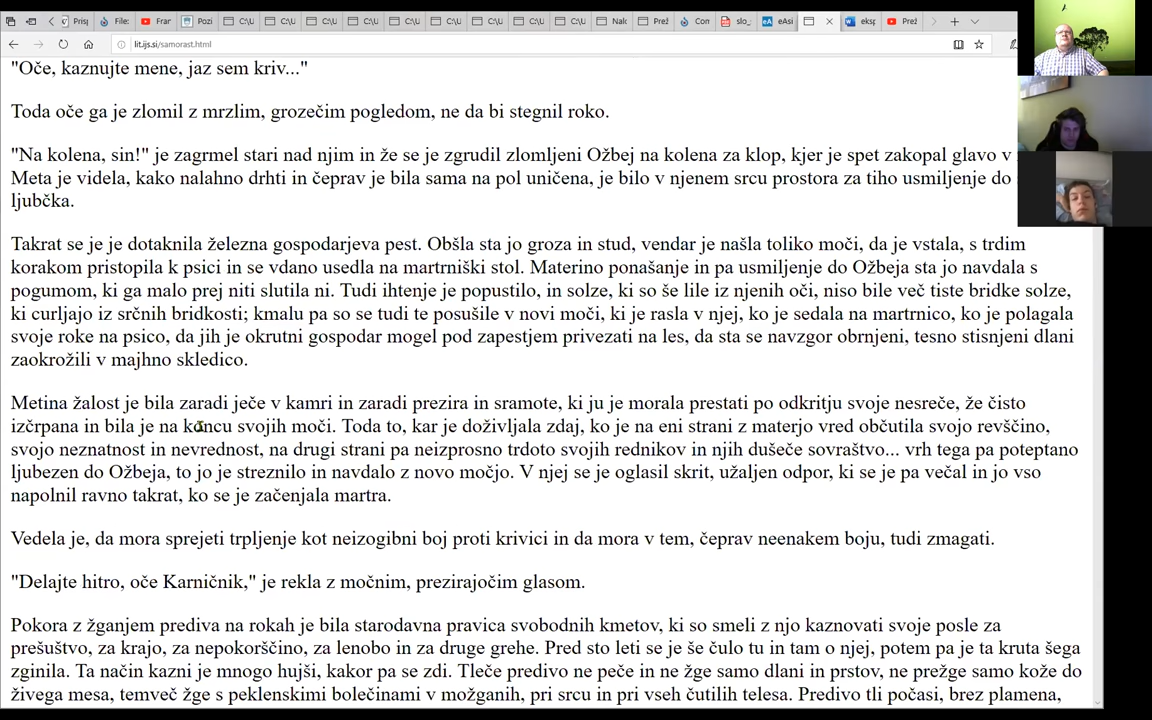 Prisp
File:
Frar
Pozi
C:\U
C:\U
C:\U
C:\U
C:\U
C:\U
C:\U
C:\U
C:\U
Nak
Prež
Con
slo_
eAsi
eksp
Prež
lit.ijs.si/samorast.html
"Oče, kaznujte mene, jaz sem kriv..."
Toda oče ga je zlomil z mrzlim, grozečim pogledom, ne da bi stegnil roko.
"Na kolena, sin!" je zagrmel stari nad njim in že se je zgrudil zlomljeni Ožbej na kolena za klop, kjer je spet zakopal glavo v
Meta je videla, kako nalahno drhti in čeprav je bila sama na pol uničena, je bilo v njenem srcu prostora za tiho usmiljenje do
ljubčka.
Takrat se je je dotaknila železna gospodarjeva pest. Obšla sta jo groza in stud, vendar je našla toliko moči, da je vstala, s trdim
korakom pristopila k psici in se vdano usedla na martrniški stol. Materino ponašanje in pa usmiljenje do Ožbeja sta jo navdala s
pogumom, ki ga malo prej niti slutila ni. Tudi ihtenje je popustilo, in solze, ki so še lile iz njenih oči, niso bile več tiste bridke solze,
ki curljajo iz srčnih bridkosti; kmalu pa so se tudi te posušile v novi moči, ki je rasla v njej, ko je sedala na martrnico, ko je polagala
svoje roke na psico, da jih je okrutni gospodar mogel pod zapestjem privezati na les, da sta se navzgor obrnjeni, tesno stisnjeni dlani
zaokrožili v majhno skledico.
Metina žalost je bila zaradi ječe v kamri in zaradi prezira in sramote, ki ju je morala prestati po odkritju svoje nesreče, že čisto
izčrpana in bila je na koncu svojih moči. Toda to, kar je doživljala zdaj, ko je na eni strani z materjo vred občutila svojo revščino,
svojo neznatnost in nevrednost, na drugi strani pa neizprosno trdoto svojih rednikov in njih dušeče sovraštvo... vrh tega pa poteptano
ljubezen do Ožbeja, to jo je streznilo in navdalo z novo močjo. V njej se je oglasil skrit, užaljen odpor, ki se je pa večal in jo vso
napolnil ravno takrat, ko se je začenjala martra.
Vedela je, da mora sprejeti trpljenje kot neizogibni boj proti krivici in da mora v tem, čeprav neenakem boju, tudi zmagati.
"Delajte hitro, oče Karničnik," je rekla z močnim, prezirajočim glasom.
Pokora z žganjem prediva na rokah je bila starodavna pravica svobodnih kmetov, ki so smeli z njo kaznovati svoje posle za
prešuštvo, za krajo, za nepokorščino, za lenobo in za druge grehe. Pred sto leti se je še čulo tu in tam o njej, potem pa je ta kruta šega
zginila. Ta način kazni je mnogo hujši, kakor pa se zdi. Tleče predivo ne peče in ne žge samo dlani in prstov, ne prežge samo kože do
živega mesa, temveč žge s peklenskimi bolečinami v možganih, pri srcu in pri vseh čutilih telesa. Predivo tli počasi, brez plamena,